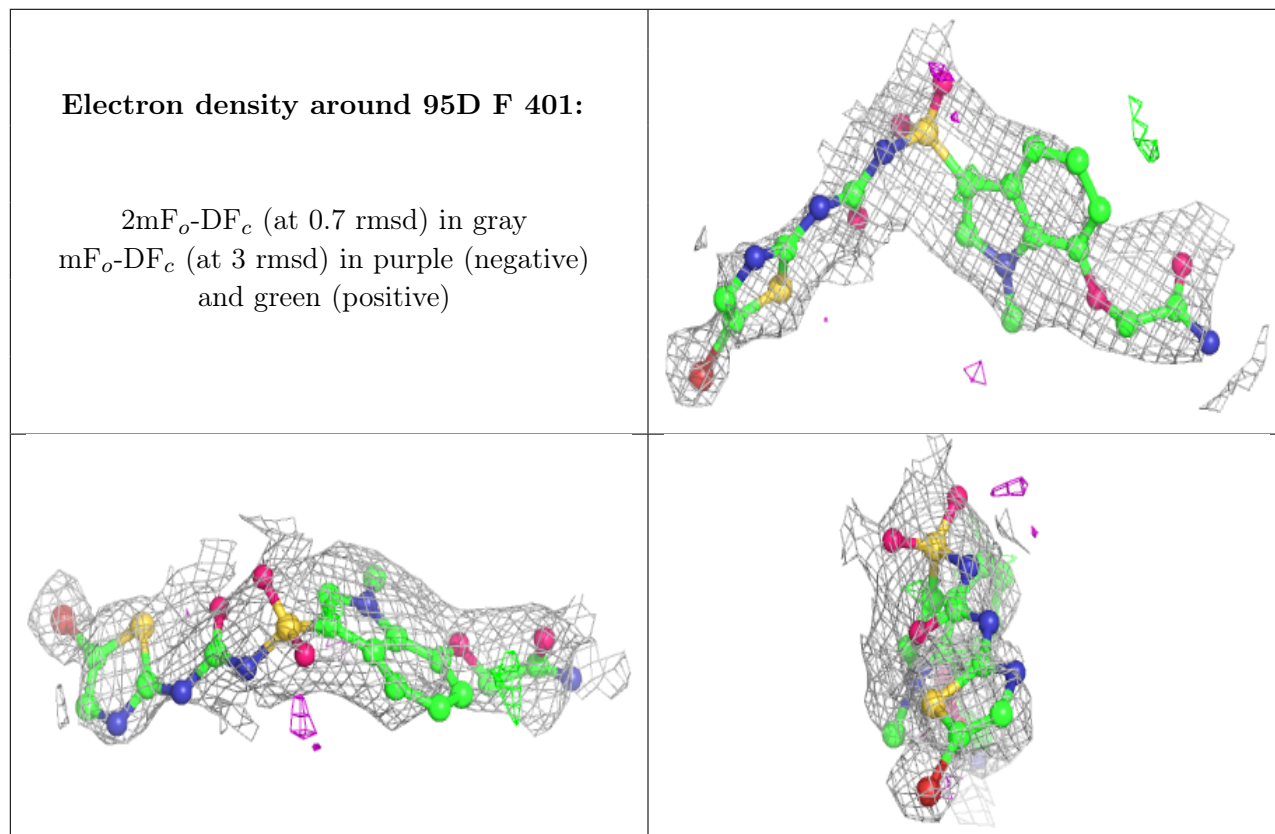 Electron density around 95D F 401:
2mFo-DFc (at 0.7 rmsd) in gray
mFo-DFc (at 3 rmsd) in purple (negative)
and green (positive)